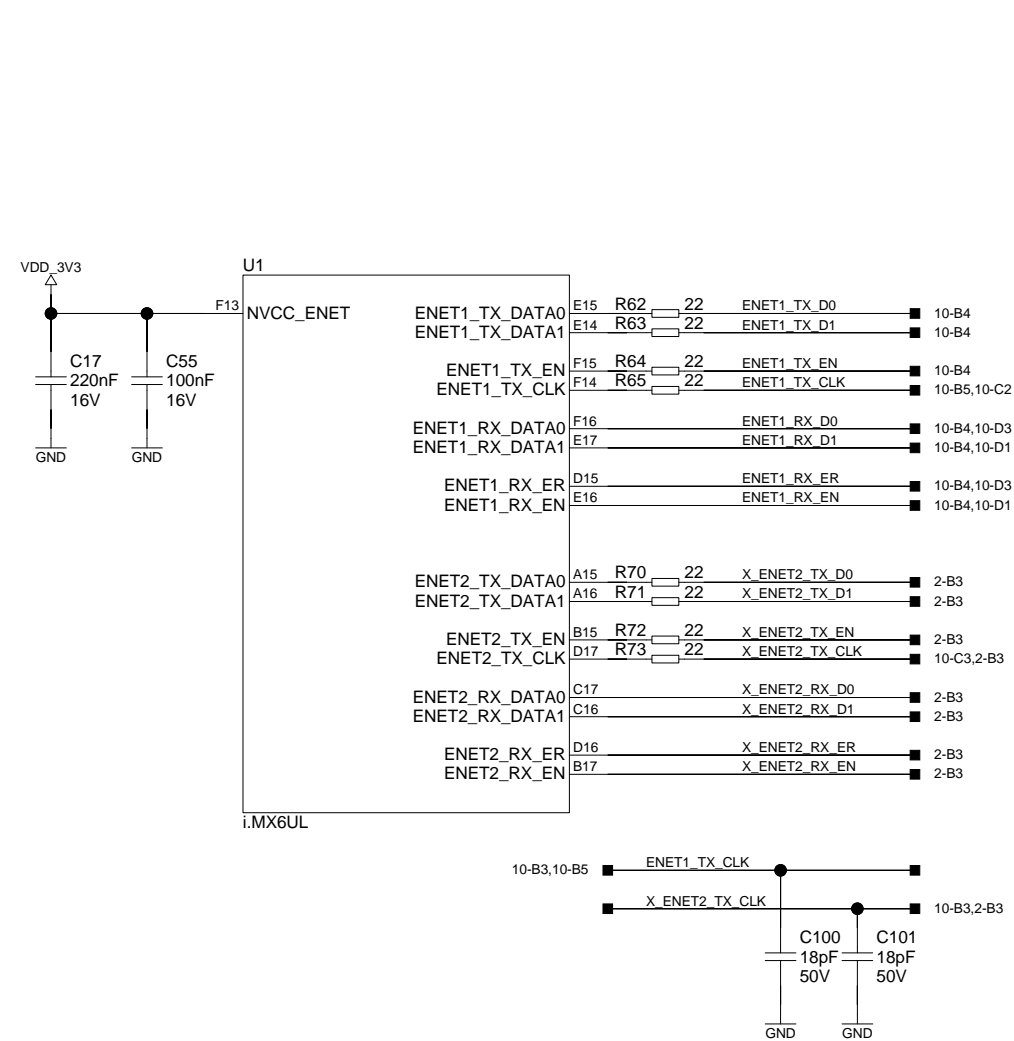 VDD_3V3
U1
F13 NVCC_ENET
C17
220nF
16V
C55
100nF
16V
GND
GND
ENET1_TX_DATA0 E15 R62 22 ENET1_TX_D0 10-B4
ENET1_TX_DATA1 E14 R63 22 ENET1_TX_D1 10-B4
ENET1_TX_EN F15 R64 22 ENET1_TX_EN 10-B4
ENET1_TX_CLK F14 R65 22 ENET1_TX_CLK 10-B5,10-C2
ENET1_RX_DATA0 F16 ENET1_RX_D0 10-B4,10-D3
ENET1_RX_DATA1 E17 ENET1_RX_D1 10-B4,10-D1
ENET1_RX_ER D15 ENET1_RX_ER 10-B4,10-D3
ENET1_RX_EN E16 ENET1_RX_EN 10-B4,10-D1
ENET2_TX_DATA0 A15 R70 22 X_ENET2_TX_D0 2-B3
ENET2_TX_DATA1 A16 R71 22 X_ENET2_TX_D1 2-B3
ENET2_TX_EN B15 R72 22 X_ENET2_TX_EN 2-B3
ENET2_TX_CLK D17 R73 22 X_ENET2_TX_CLK 10-C3,2-B3
ENET2_RX_DATA0 C17 X_ENET2_RX_D0 2-B3
ENET2_RX_DATA1 C16 X_ENET2_RX_D1 2-B3
ENET2_RX_ER D16 X_ENET2_RX_ER 2-B3
ENET2_RX_EN B17 X_ENET2_RX_EN 2-B3
i.MX6UL
10-B3,10-B5 ENET1_TX_CLK
X_ENET2_TX_CLK 10-B3,2-B3
C100
18pF
50V
C101
18pF
50V
GND
GND